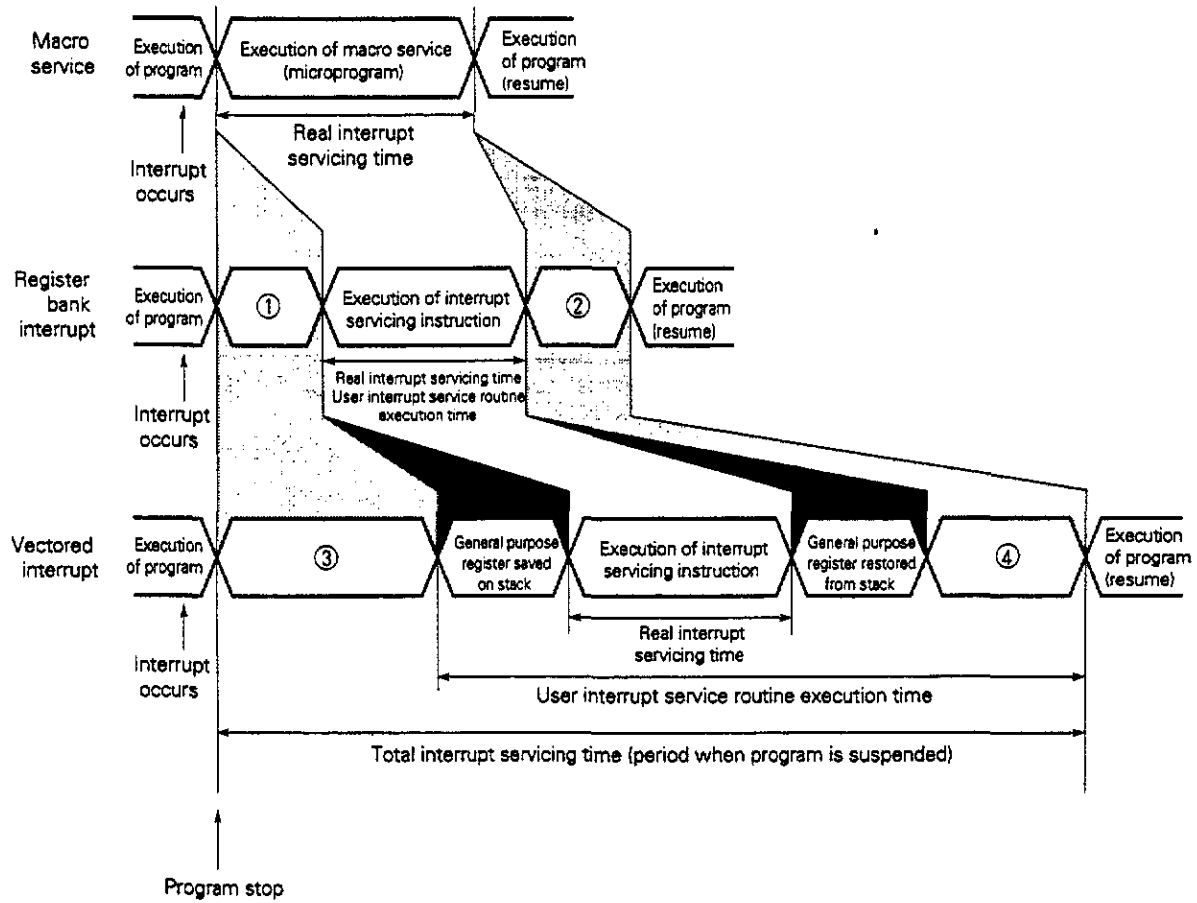 Macro
service
Execution
of program
Execution of macro service
(microprogram)
Execution
of program
(resume)
Interrupt
occurs
Real interrupt
servicing time
Register
bank
interrupt
Execution
of program
①
Execution of interrupt
servicing instruction
②
Execution
of program
(resume)
Interrupt
occurs
Real interrupt servicing time
User interrupt service routine
execution time
Vectored
interrupt
Execution
of program
③
General purpose
register saved
on stack
Execution of interrupt
servicing instruction
General purpose
register restored
from stack
④
Execution
of program
(resume)
Interrupt
occurs
Real interrupt
servicing time
User interrupt service routine execution time
Total interrupt servicing time (period when program is suspended)
Program stop